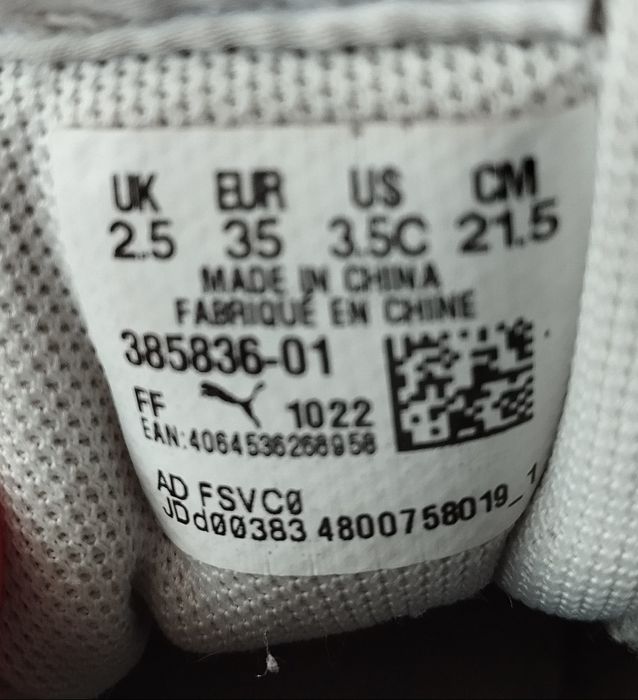 UK EUR US CM
2.5 35 3.5C 21.5
MADE IN CHINA
FABRIQUÉ EN CHINE
385836-01
FF 1022
EAN:4064536268958
AD FSVC0
JDd00383 4800758019_1